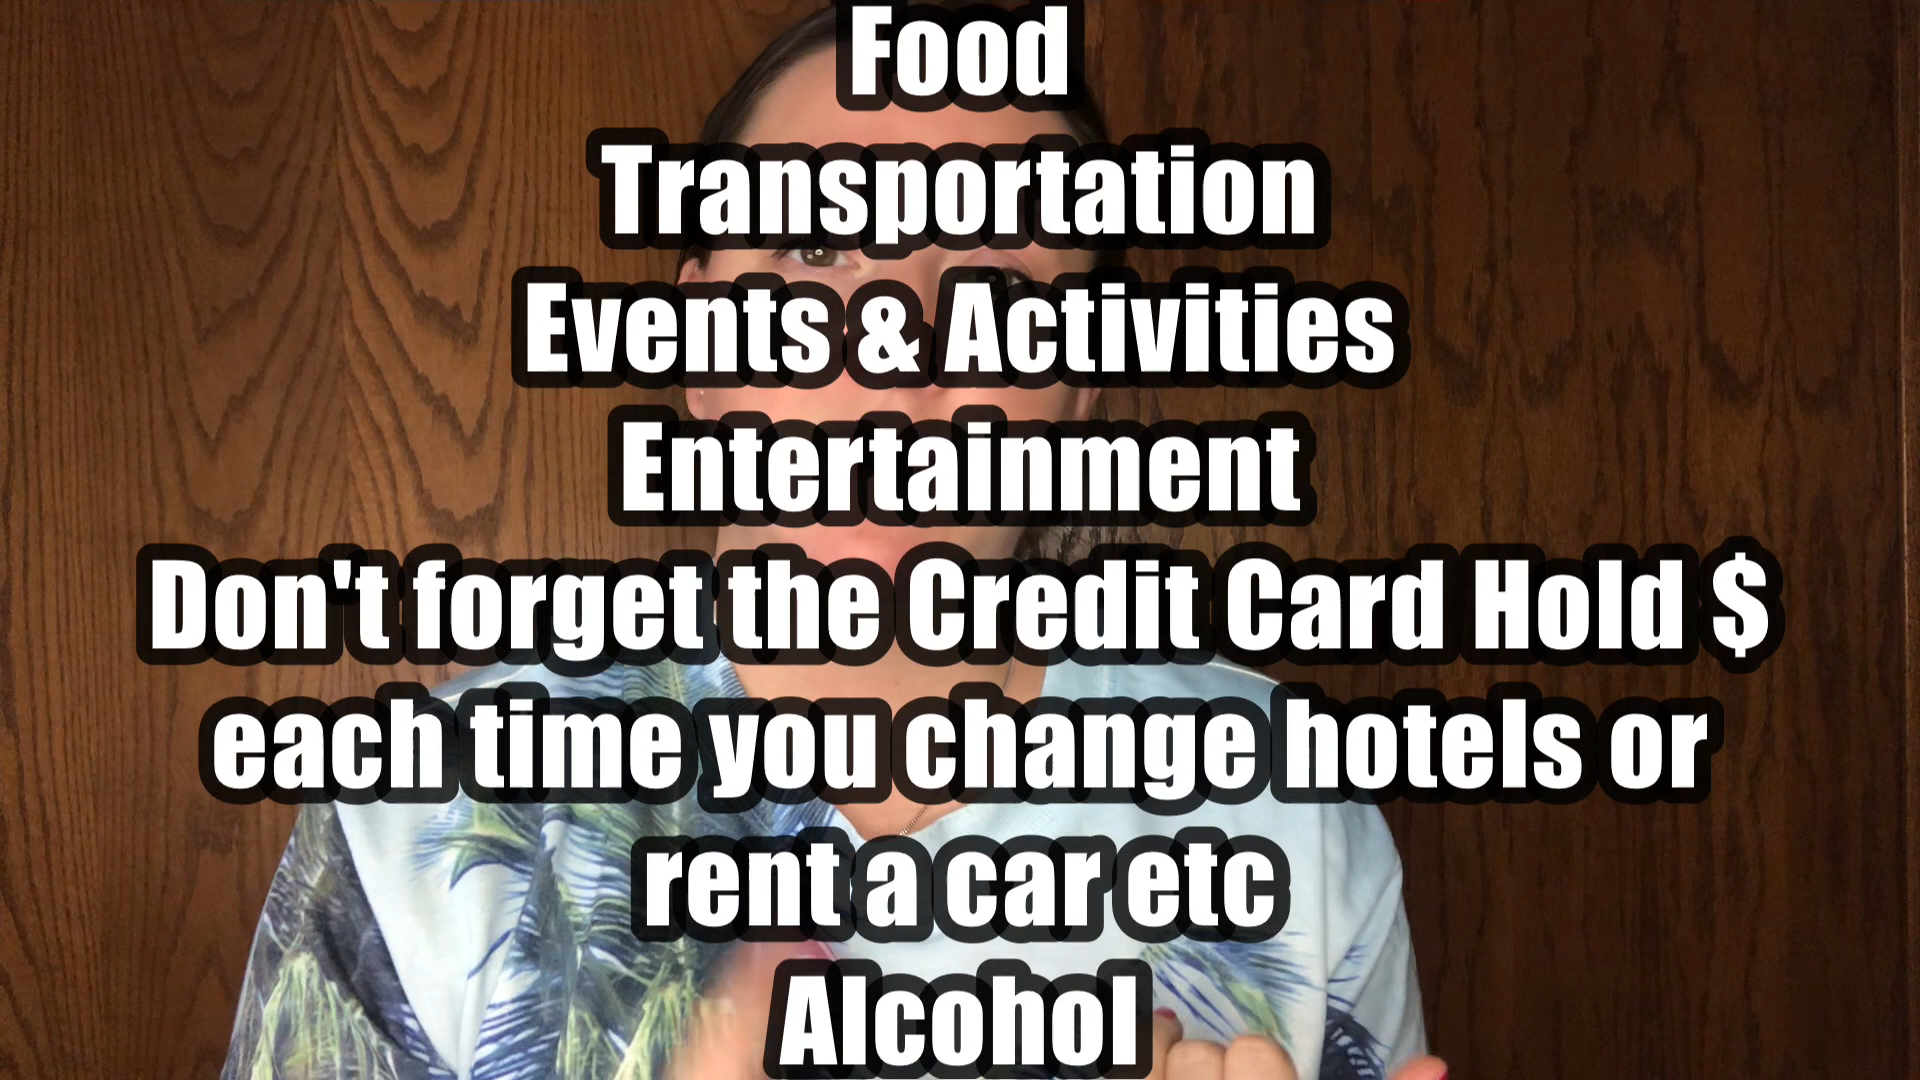 Food
Transportation
Events & Activities
Entertainment
Don't forget the Credit Card Hold $
each time you change hotels or
rent a car etc
Alcohol